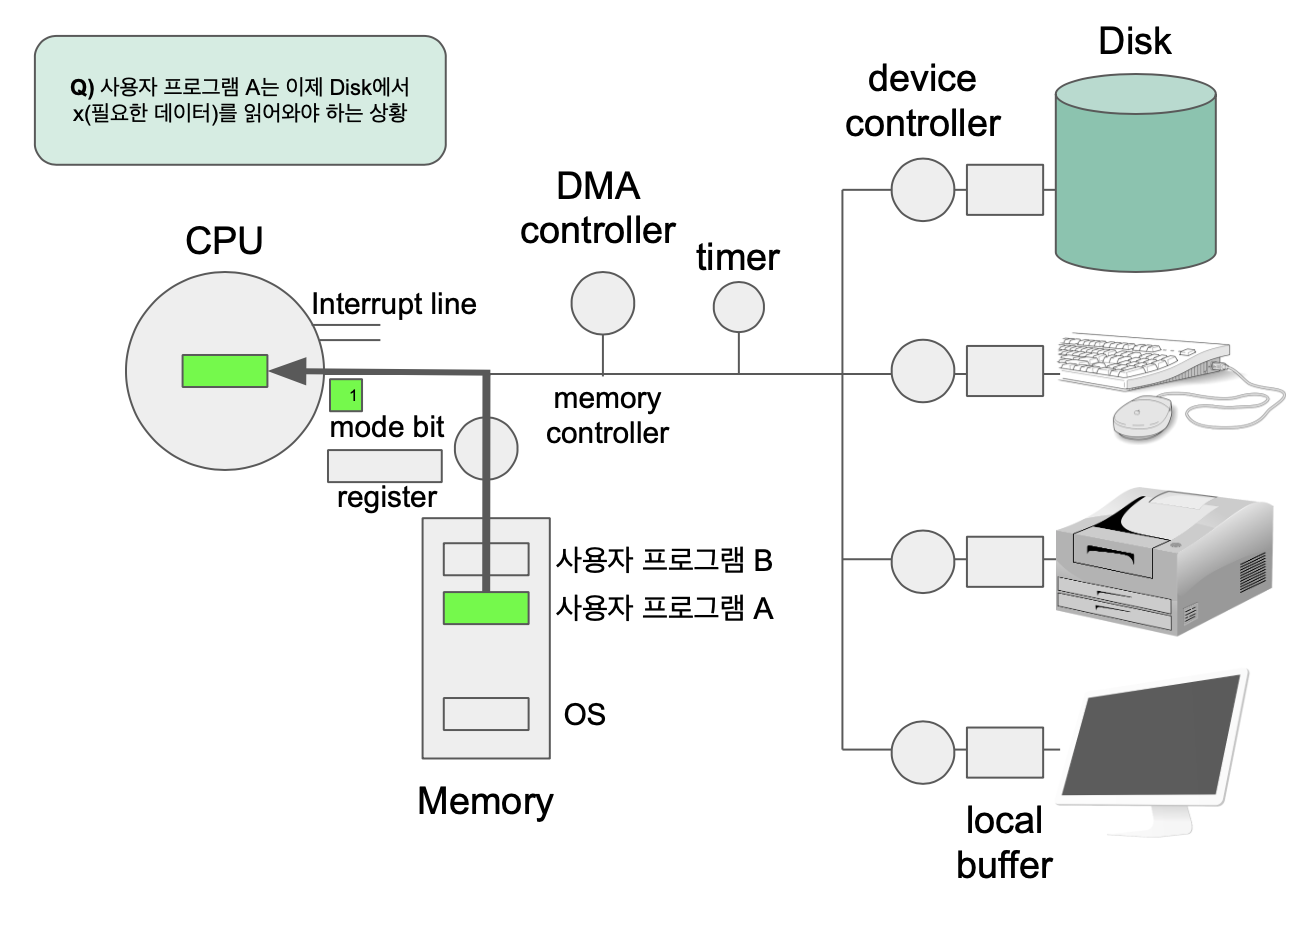 Q) 사용자 프로그램 A는 이제 Disk에서
x(필요한 데이터)를 읽어와야 하는 상황
Disk
device
controller
DMA
controller
timer
CPU
Interrupt line
1
mode bit
register
memory
controller
사용자 프로그램 B
사용자 프로그램 A
OS
Memory
local
buffer